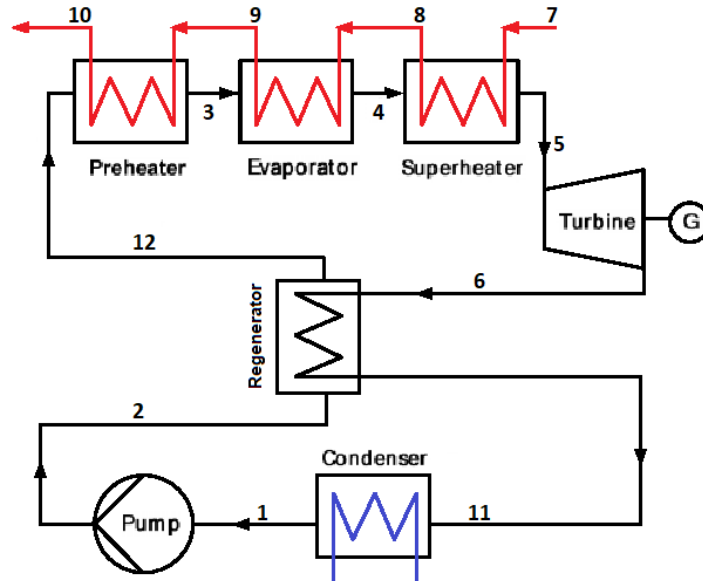 10 9 8 7
3 4
Preheater Evaporator Superheater
5
Turbine G
12
6
Regenerator
2
Condenser
Pump 1 11